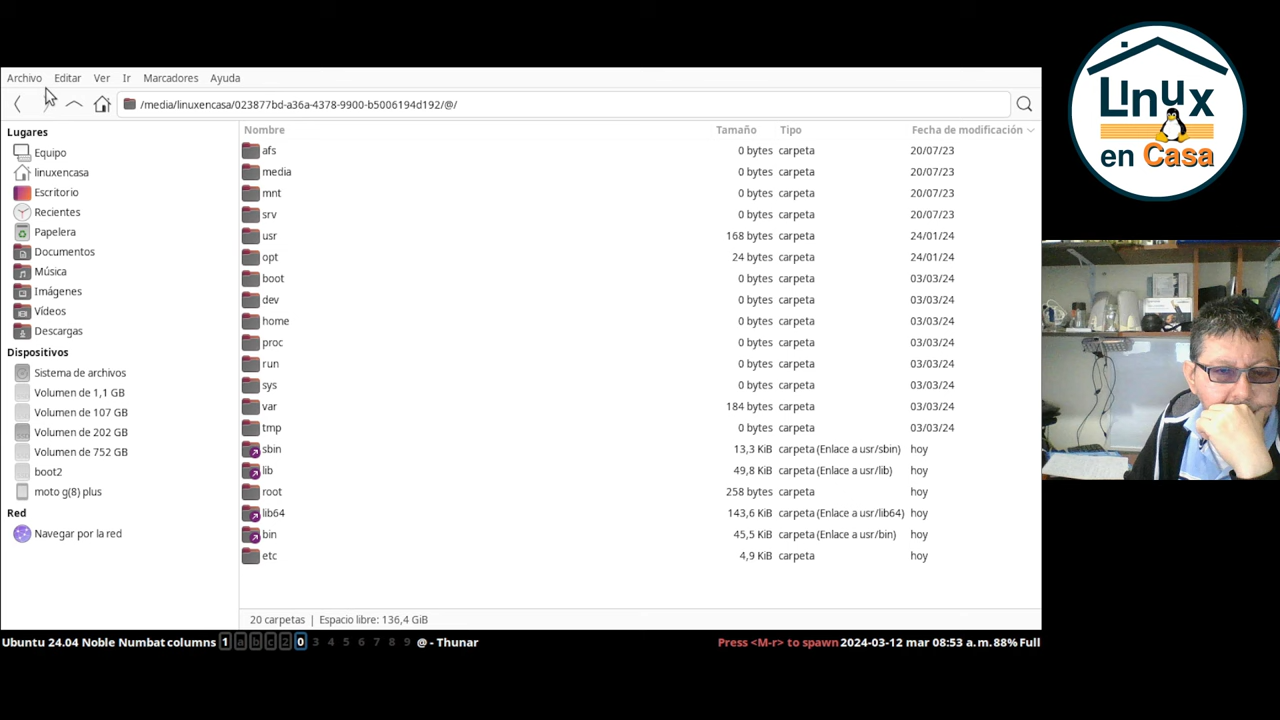 Archivo Editar Ver Ir Marcadores Ayuda
/media/linuxencasa/023877bd-a36a-4378-9900-b5006194d192/@/
Lugares
Equipo
linuxencasa
Escritorio
Recientes
Papelera
Documentos
Música
Imágenes
Vídeos
Descargas
Dispositivos
Sistema de archivos
Volumen de 1,1 GB
Volumen de 107 GB
Volumen de 202 GB
Volumen de 752 GB
boot2
moto g(8) plus
Red
Navegar por la red
Nombre Tamaño Tipo Fecha de modificación
afs 0 bytes carpeta 20/07/23
media 0 bytes carpeta 20/07/23
mnt 0 bytes carpeta 20/07/23
srv 0 bytes carpeta 20/07/23
usr 168 bytes carpeta 24/01/24
opt 24 bytes carpeta 24/01/24
boot 0 bytes carpeta 03/03/24
dev 0 bytes carpeta 03/03/24
home 0 bytes carpeta 03/03/24
proc 0 bytes carpeta 03/03/24
run 0 bytes carpeta 03/03/24
sys 0 bytes carpeta 03/03/24
var 184 bytes carpeta 03/03/24
tmp 0 bytes carpeta 03/03/24
sbin 13,3 KiB carpeta (Enlace a usr/sbin) hoy
lib 49,8 KiB carpeta (Enlace a usr/lib) hoy
root 258 bytes carpeta hoy
lib64 143,6 KiB carpeta (Enlace a usr/lib64) hoy
bin 45,5 KiB carpeta (Enlace a usr/bin) hoy
etc 4,9 KiB carpeta hoy
20 carpetas | Espacio libre: 136,4 GiB
Ubuntu 24.04 Noble Numbat columns 1 a b c 2 0 3 4 5 6 7 8 9 @ - Thunar Press <M-r> to spawn 2024-03-12 mar 08:53 a.m. 88% Full
Linux
en Casa